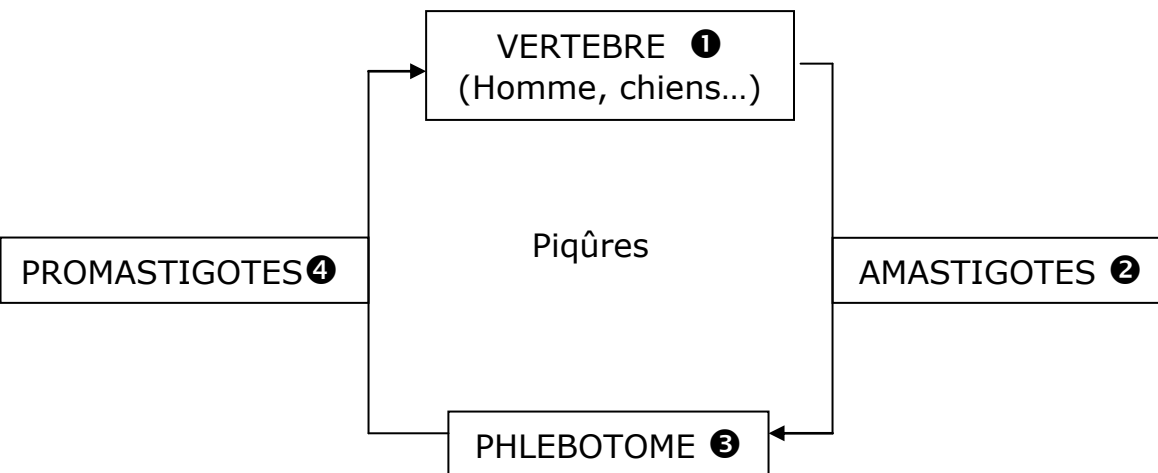 VERTEBRE ❶
(Homme, chiens…)
Piqûres
PROMASTIGOTES❹
AMASTIGOTES ❷
PHLEBOTOME ❸